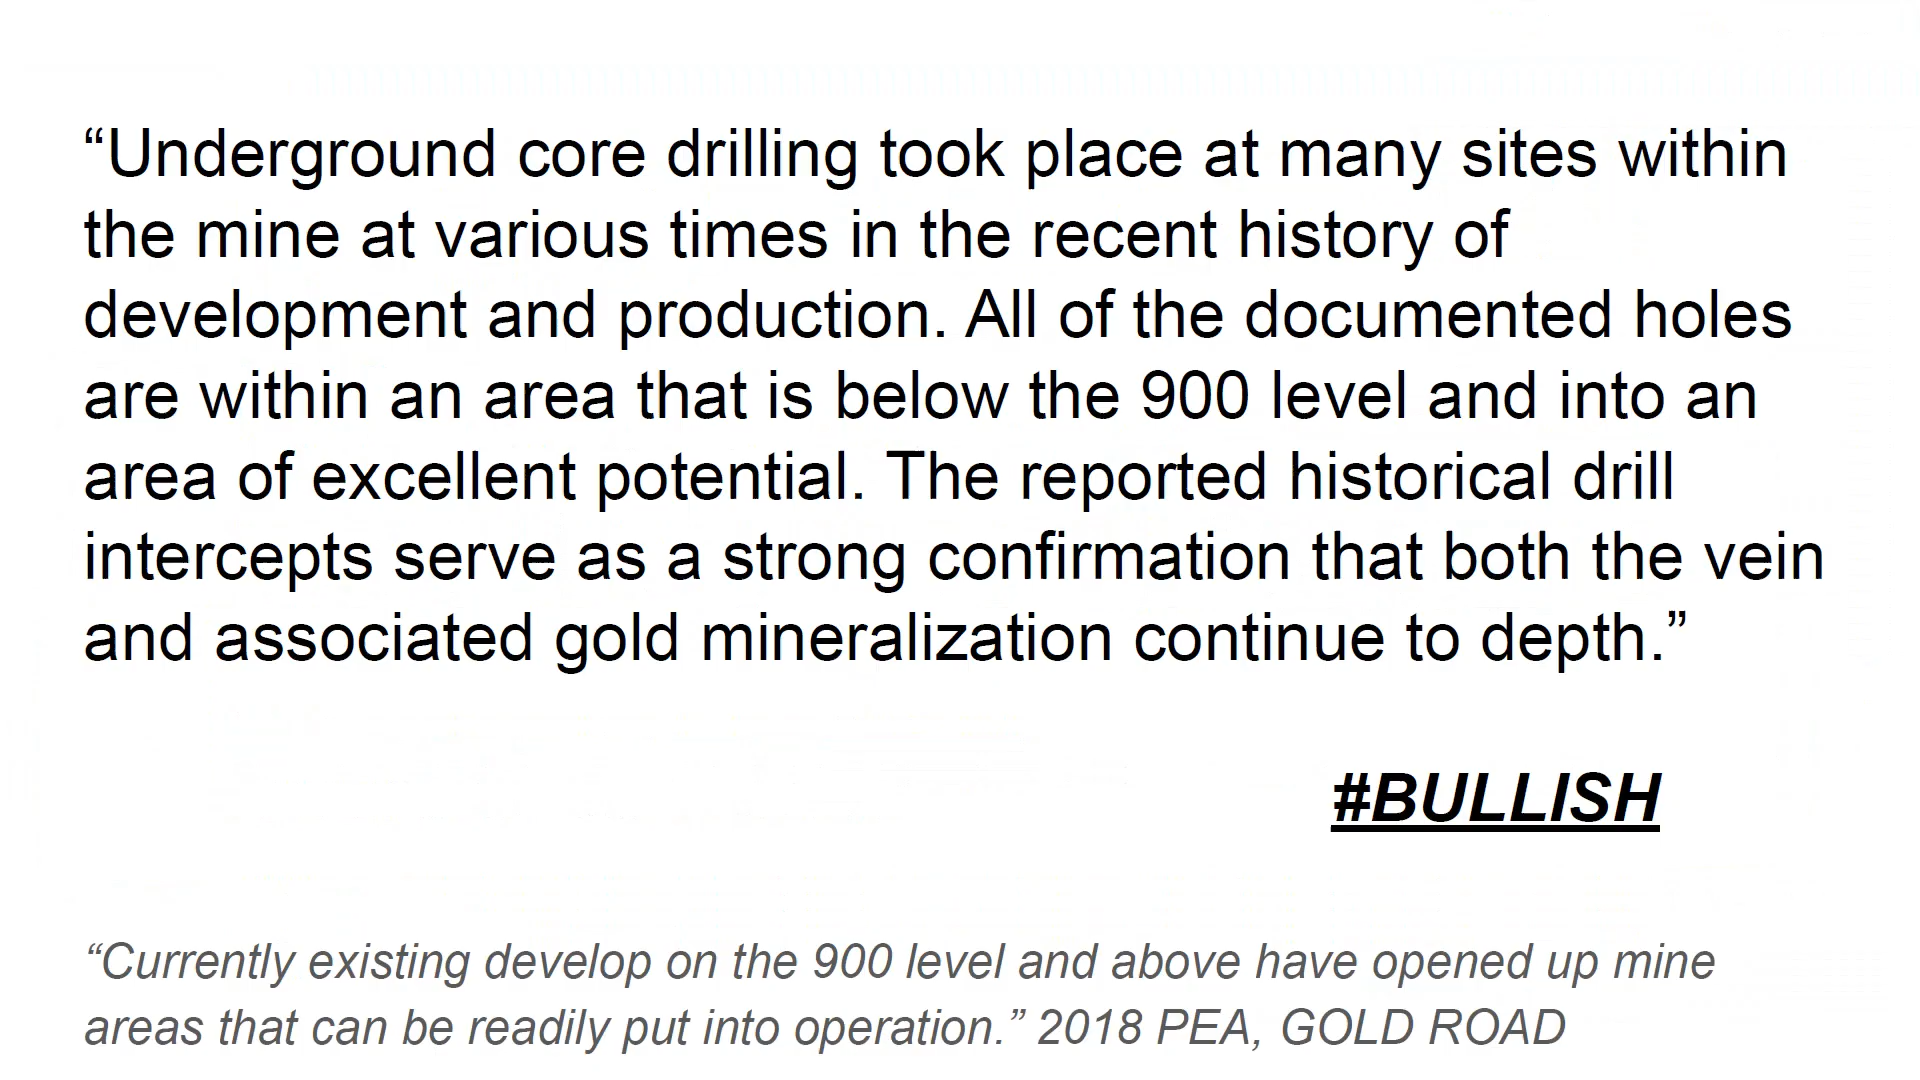 “Underground core drilling took place at many sites within
the mine at various times in the recent history of
development and production. All of the documented holes
are within an area that is below the 900 level and into an
area of excellent potential. The reported historical drill
intercepts serve as a strong confirmation that both the vein
and associated gold mineralization continue to depth.”
#BULLISH
“Currently existing develop on the 900 level and above have opened up mine
areas that can be readily put into operation.” 2018 PEA, GOLD ROAD